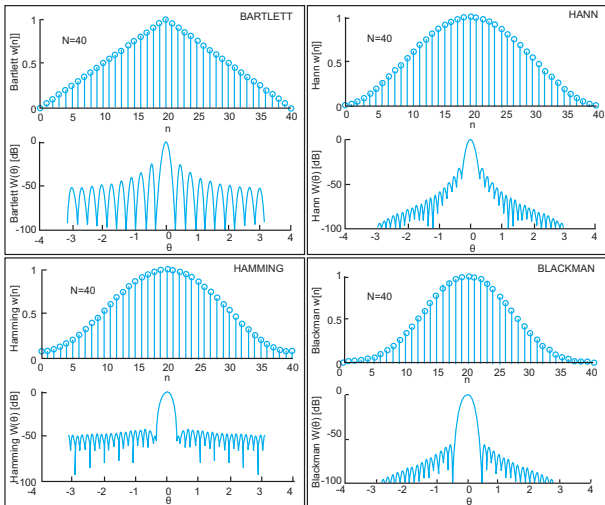 BARTLETT
N=40
Bartlett w[n]
1
0.5
0
0 5 10 15 20 25 30 35 40
n
Bartlett W(θ) [dB]
0
-50
-100
-4 -3 -2 -1 0 1 2 3 4
θ
HANN
N=40
Hann w[n]]
1
0.5
0
0 5 10 15 20 25 30 35 40
n
Hann W(θ) [dB]
0
-50
-100
-4 -3 -2 -1 0 1 2 3 4
θ
HAMMING
N=40
Hamming w[n]
1
0.5
0
0 5 10 15 20 25 30 35 40
n
Hamming W(θ) [dB]
0
-50
-100
-4 -3 -2 -1 0 1 2 3 4
θ
BLACKMAN
N=40
Blackman w[n]
1
0.5
0
0 5 10 15 20 25 30 35 40
n
Blackman W(θ) [dB]
0
-50
-100
-4 -3 -2 -1 0 1 2 3 4
θ